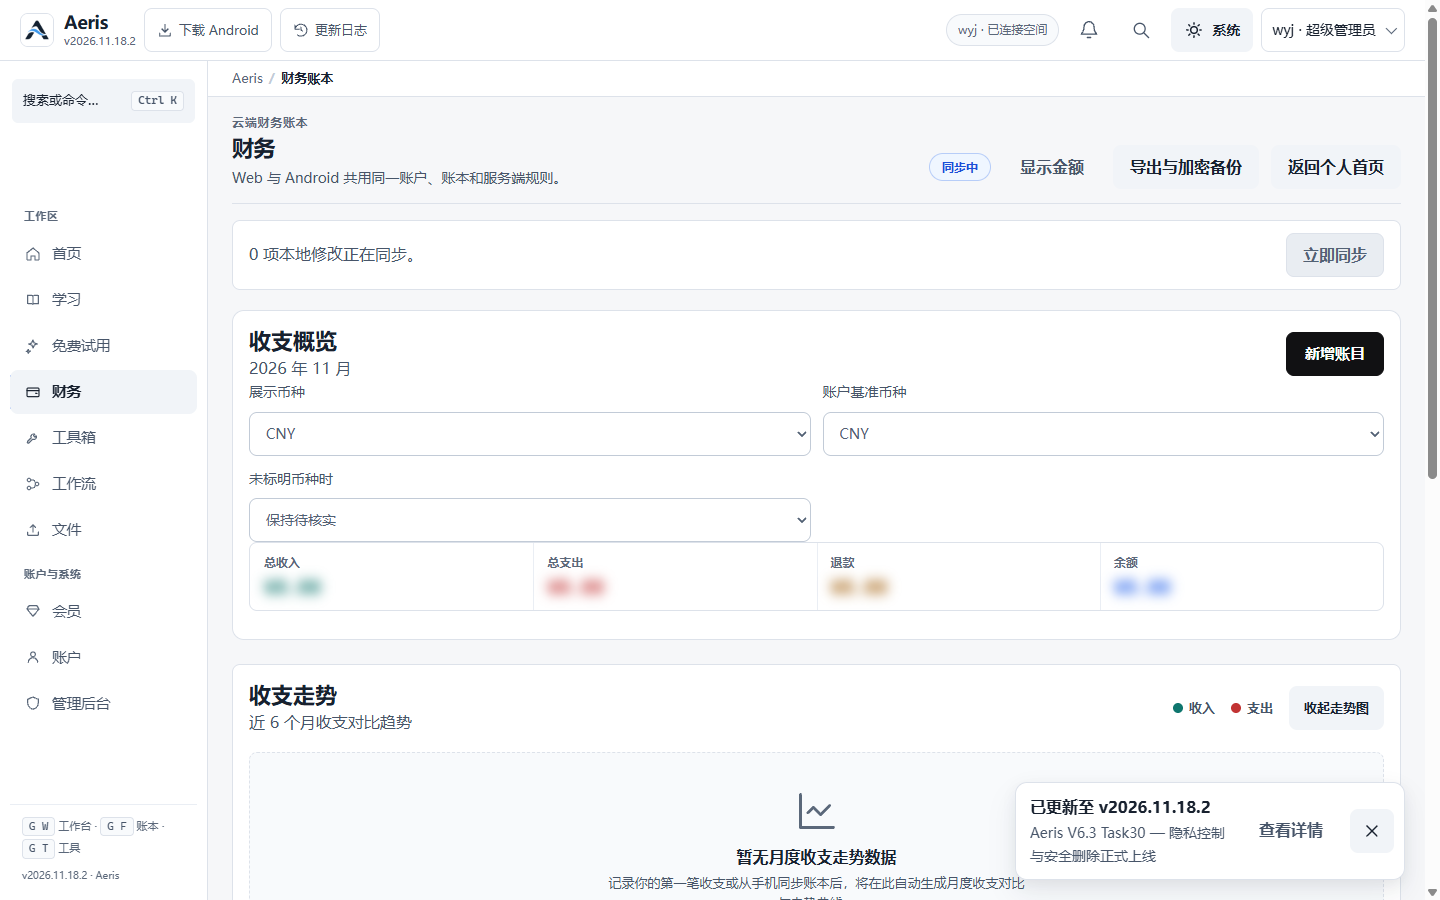 Aeris
v2026.11.18.2
下载 Android
更新日志
wyj · 已连接空间
系统
wyj · 超级管理员
搜索或命令...
Ctrl K
工作区
首页
学习
免费试用
财务
工具箱
工作流
文件
账户与系统
会员
账户
管理后台
G W 工作台 · G F 账本 ·
G T 工具
v2026.11.18.2 · Aeris
Aeris / 财务账本
云端财务账本
财务
Web 与 Android 共用同一账户、账本和服务端规则。
同步中
显示金额
导出与加密备份
返回个人首页
0 项本地修改正在同步。
立即同步
收支概览
2026 年 11 月
新增账目
展示币种
账户基准币种
CNY
CNY
未标明币种时
保持待核实
总收入
总支出
退款
余额
收支走势
近 6 个月收支对比趋势
收入
支出
收起走势图
暂无月度收支走势数据
记录你的第一笔收支或从手机同步账本后，将在此自动生成月度收支对比
已更新至 v2026.11.18.2
Aeris V6.3 Task30 — 隐私控制
与安全删除正式上线
查看详情